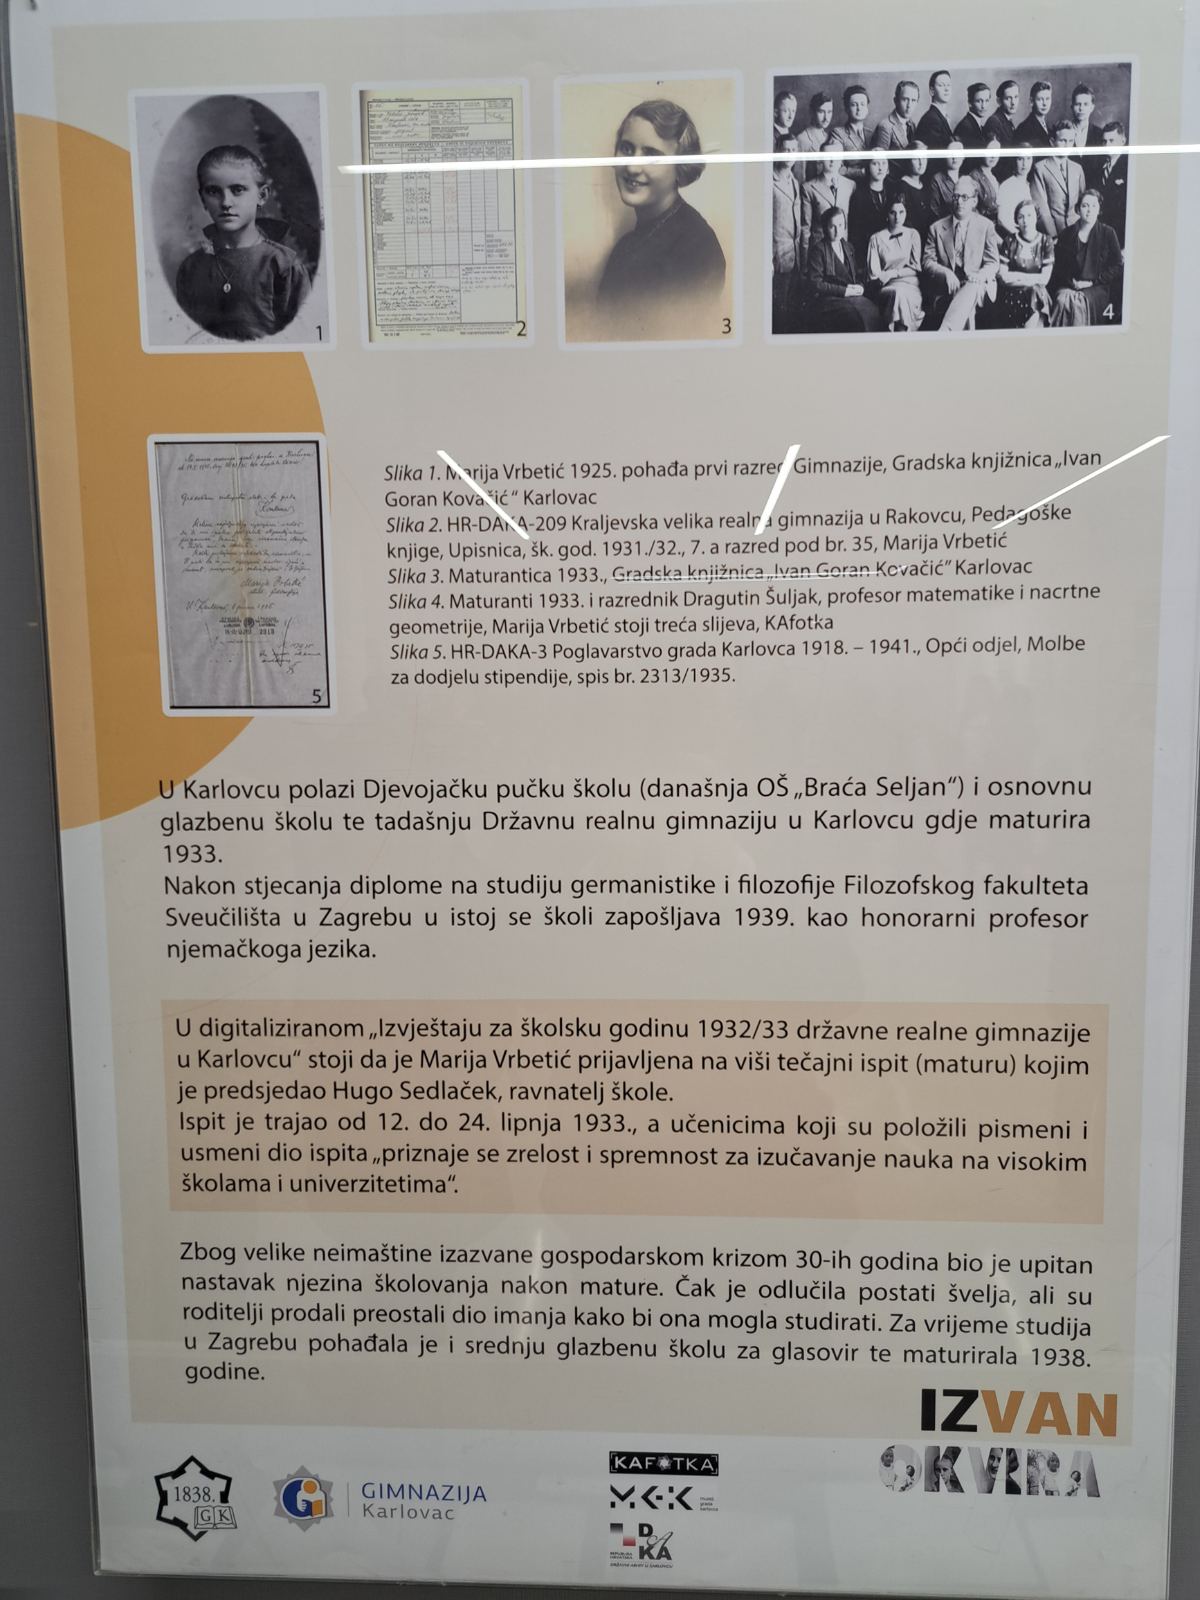 1
2
3
4
5
Slika 1. Marija Vrbetić 1925. pohađa prvi razred Gimnazije, Gradska knjižnica „Ivan
Goran Kovačić“ Karlovac
Slika 2. HR-DAKA-209 Kraljevska velika realna gimnazija u Rakovcu, Pedagoške
knjige, Upisnica, šk. god. 1931./32., 7. a razred pod br. 35, Marija Vrbetić
Slika 3. Maturantica 1933., Gradska knjižnica „Ivan Goran Kovačić“ Karlovac
Slika 4. Maturanti 1933. i razrednik Dragutin Šuljak, profesor matematike i nacrtne
geometrije, Marija Vrbetić stoji treća slijeva, KAfotka
Slika 5. HR-DAKA-3 Poglavarstvo grada Karlovca 1918. – 1941., Opći odjel, Molbe
za dodjelu stipendije, spis br. 2313/1935.
U Karlovcu polazi Djevojačku pučku školu (današnja OŠ „Braća Seljan“) i osnovnu
glazbenu školu te tadašnju Državnu realnu gimnaziju u Karlovcu gdje maturira
1933.
Nakon stjecanja diplome na studiju germanistike i filozofije Filozofskog fakulteta
Sveučilišta u Zagrebu u istoj se školi zapošljava 1939. kao honorarni profesor
njemačkoga jezika.
U digitaliziranom „Izvještaju za školsku godinu 1932/33 državne realne gimnazije
u Karlovcu“ stoji da je Marija Vrbetić prijavljena na viši tečajni ispit (maturu) kojim
je predsjedao Hugo Sedlaček, ravnatelj škole.
Ispit je trajao od 12. do 24. lipnja 1933., a učenicima koji su položili pismeni i
usmeni dio ispita „priznaje se zrelost i spremnost za izučavanje nauka na visokim
školama i univerzitetima“.
Zbog velike neimaštine izazvane gospodarskom krizom 30-ih godina bio je upitan
nastavak njezina školovanja nakon mature. Čak je odlučila postati švelja, ali su
roditelji prodali preostali dio imanja kako bi ona mogla studirati. Za vrijeme studija
u Zagrebu pohađala je i srednju glazbenu školu za glasovir te maturirala 1938.
godine.
IZVAN
OKVIRA
1838.
GK
GIMNAZIJA
Karlovac
KAFOTKA
MGK
muzej
grada
karlovca
DAKA
REPUBLIKA
HRVATSKA
DRŽAVNI ARHIV U KARLOVCU